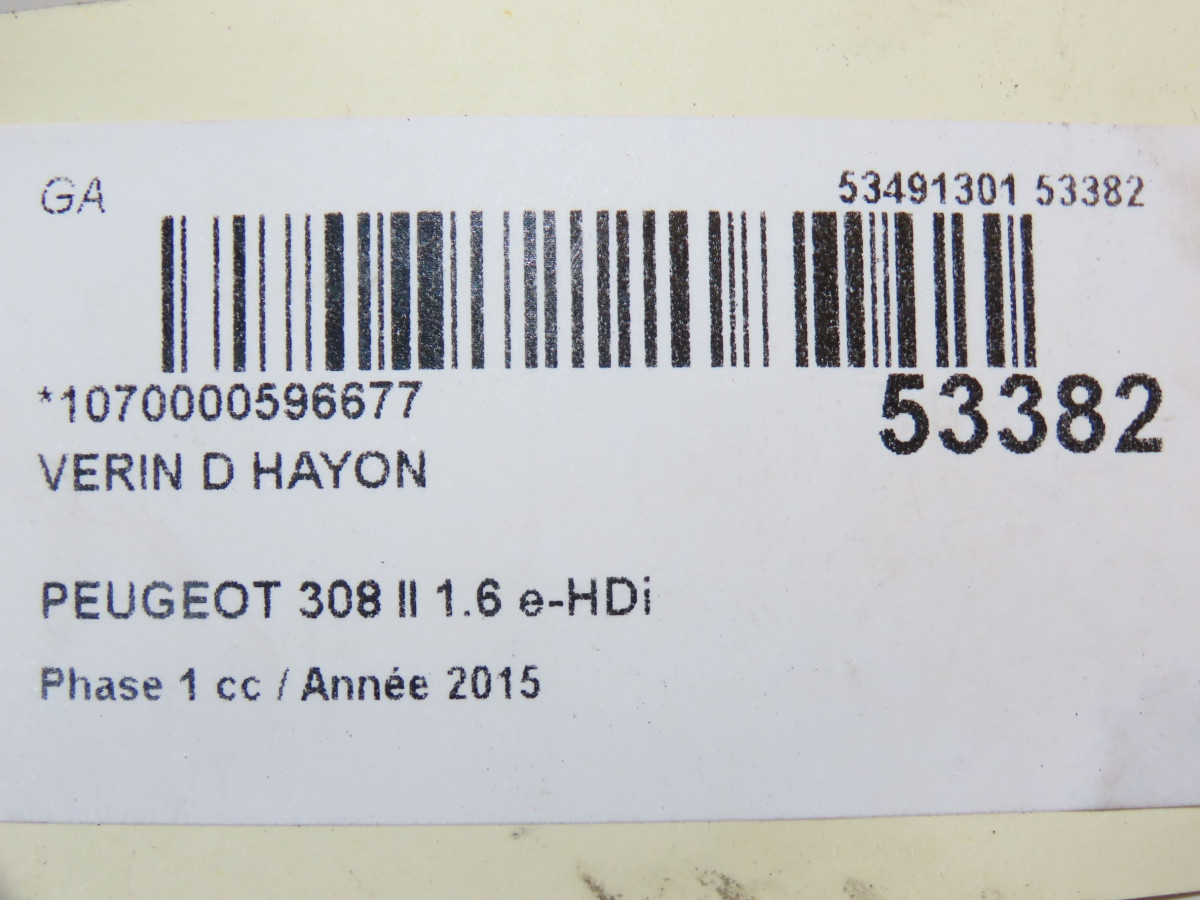 GA 53491301 53382
*1070000596677 53382
VERIN D HAYON
PEUGEOT 308 II 1.6 e-HDi
Phase 1 cc / Année 2015